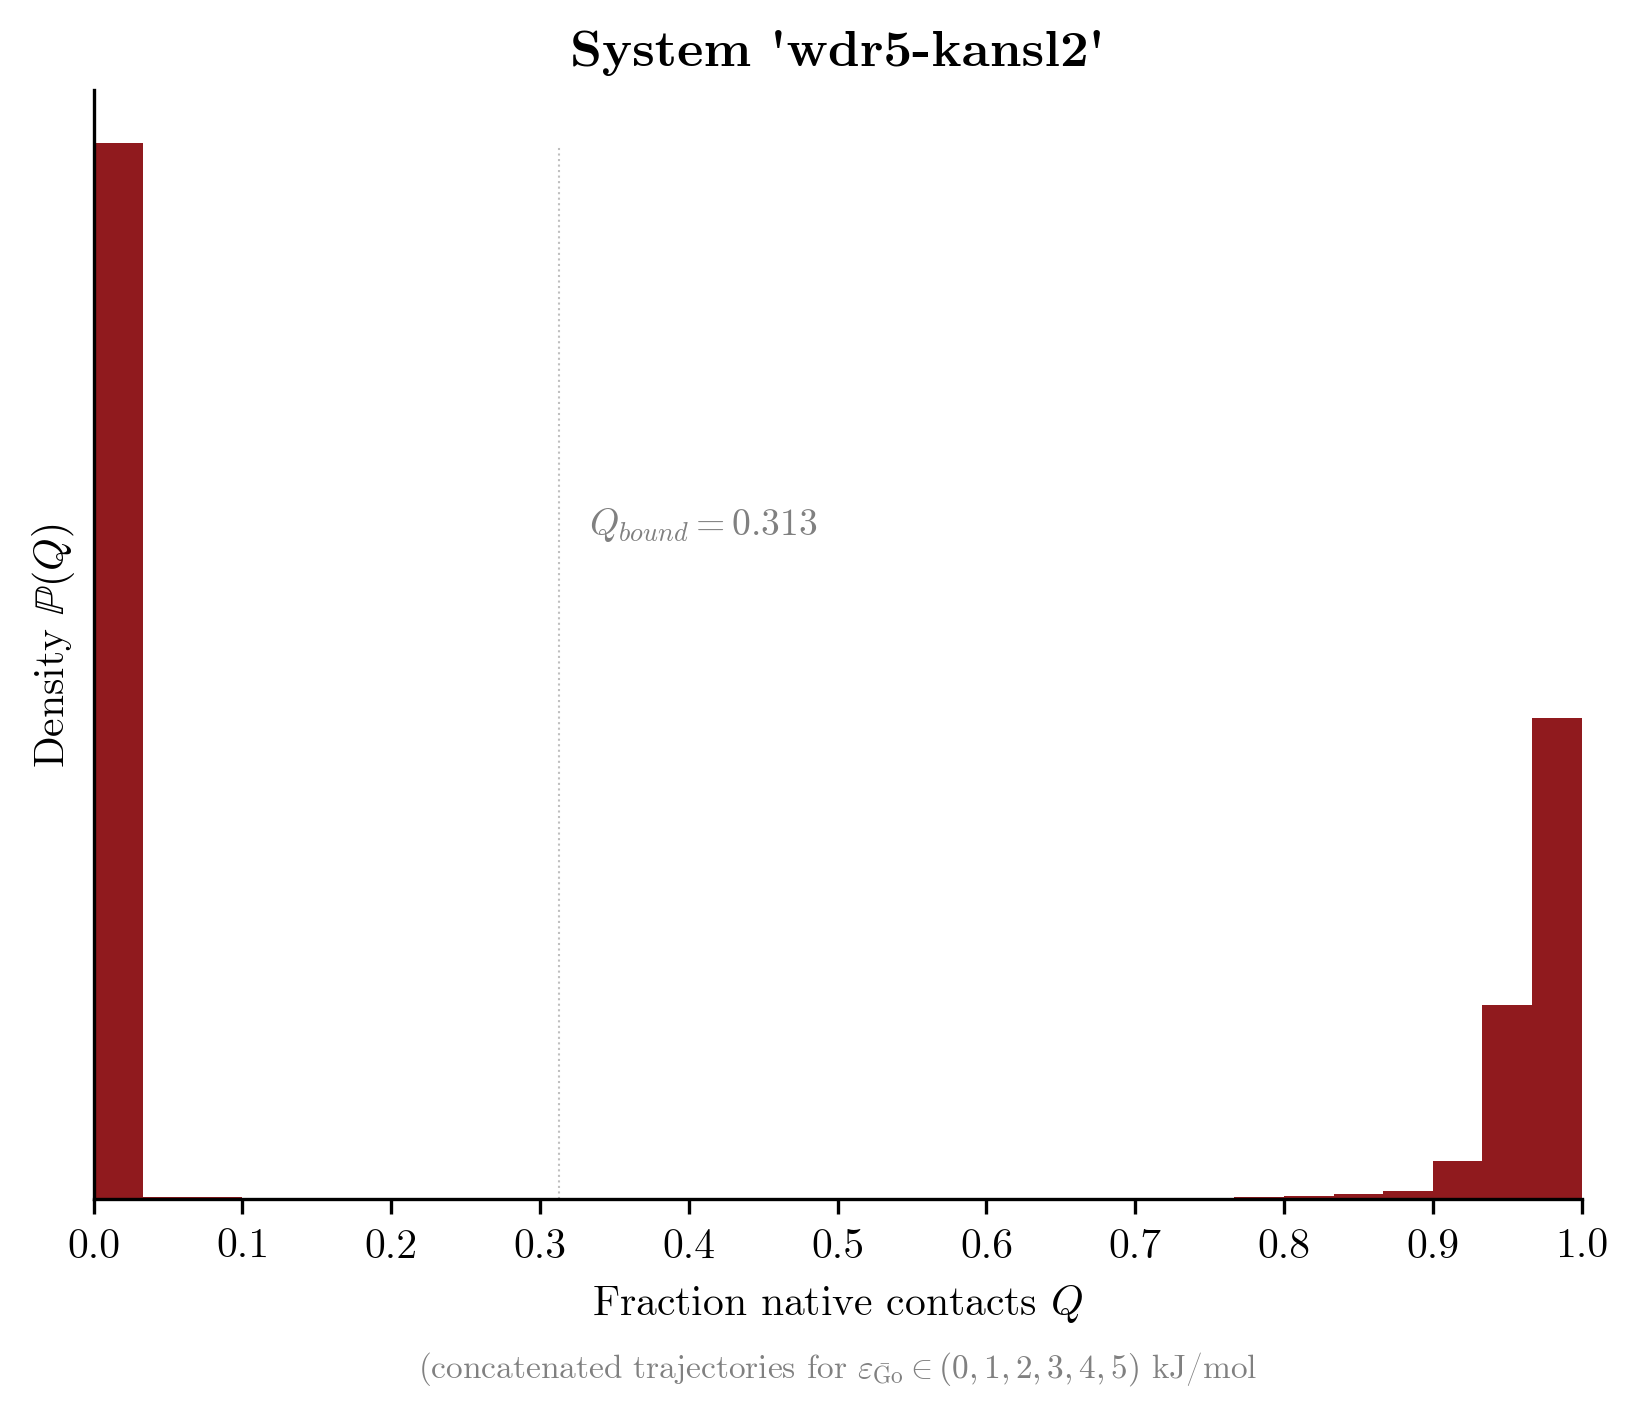 System 'wdr5-kansl2'
Density ℙ(Q)
Q_bound = 0.313
0.0 0.1 0.2 0.3 0.4 0.5 0.6 0.7 0.8 0.9 1.0
Fraction native contacts Q
(concatenated trajectories for ε_Ḡo ∈ (0, 1, 2, 3, 4, 5) kJ/mol